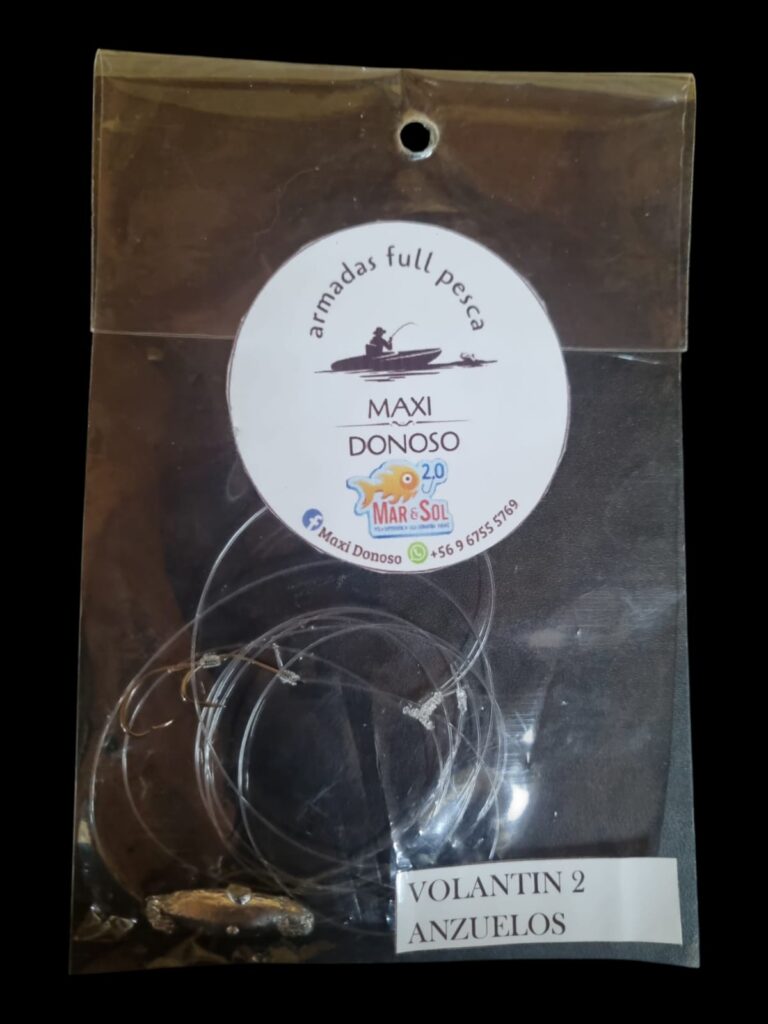 armadas full pesca
MAXI
DONOSO
2,0
MAR & SOL
Maxi Donoso
+56 9 6755 5769
VOLANTIN 2
ANZUELOS